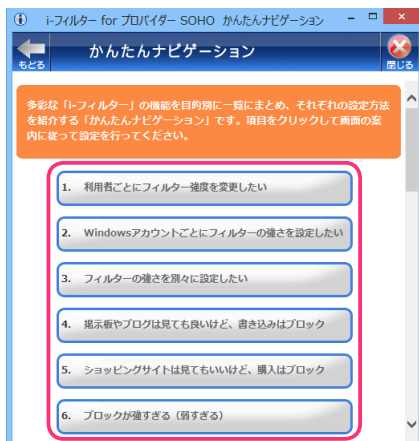 i-フィルター for プロバイダー SOHO かんたんナビゲーション
かんたんナビゲーション
もどる
閉じる
多彩な「i-フィルター」の機能を目的別に一覧にまとめ、それぞれの設定方法
を紹介する「かんたんナビゲーション」です。項目をクリックして画面の案
内に従って設定を行ってください。
1. 利用者ごとにフィルター強度を変更したい
2. Windowsアカウントごとにフィルターの強さを設定したい
3. フィルターの強さを別々に設定したい
4. 掲示板やブログは見ても良いけど、書き込みはブロック
5. ショッピングサイトは見てもいいけど、購入はブロック
6. ブロックが強すぎる（弱すぎる）